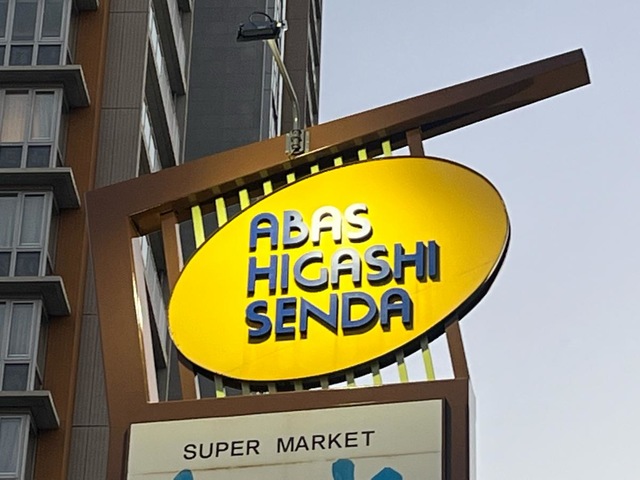 ABAS
HIGASHI
SENDA
SUPER MARKET